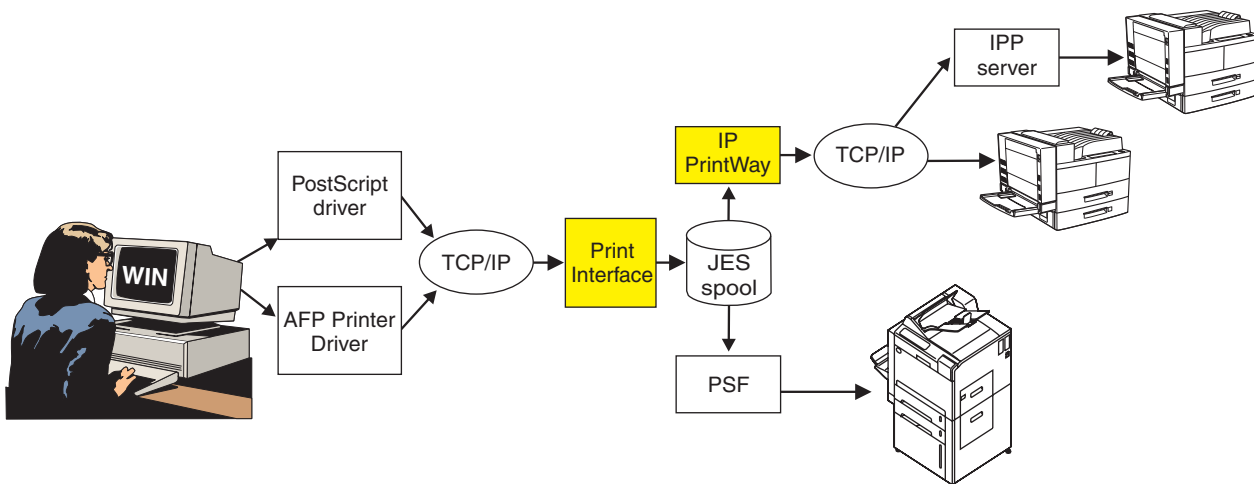 WIN
PostScript
driver
AFP Printer
Driver
TCP/IP
Print
Interface
JES
spool
IP
PrintWay
TCP/IP
IPP
server
PSF